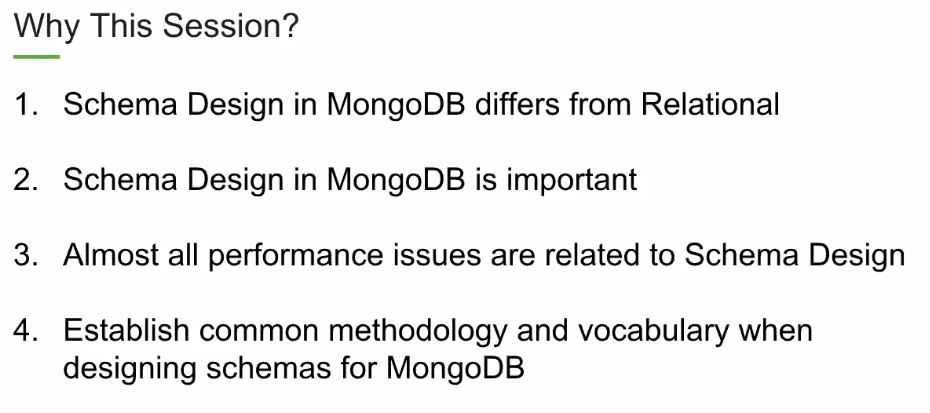 Why This Session?
1. Schema Design in MongoDB differs from Relational
2. Schema Design in MongoDB is important
3. Almost all performance issues are related to Schema Design
4. Establish common methodology and vocabulary when
designing schemas for MongoDB